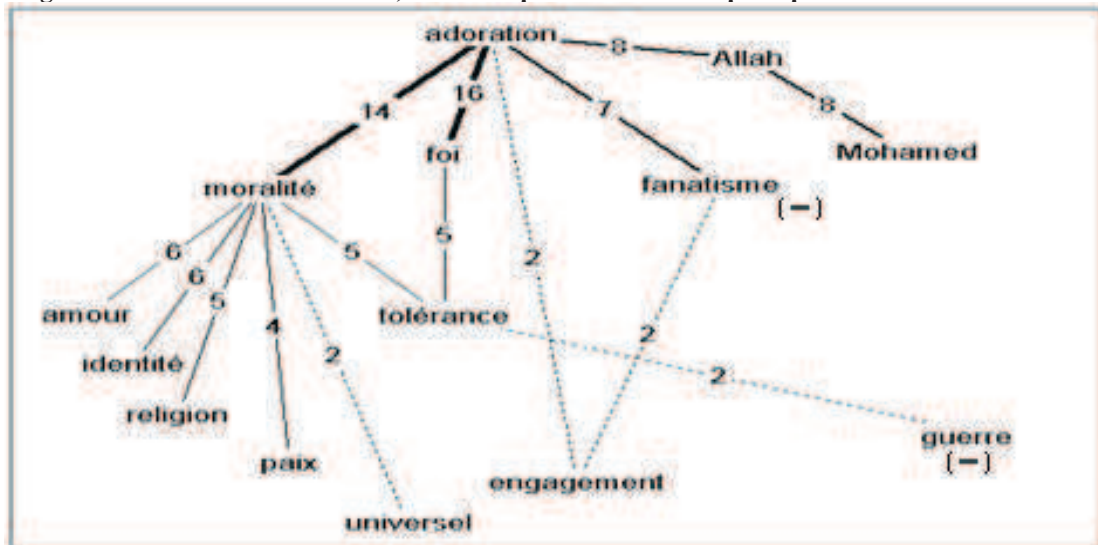 adoration
8
Allah
16
14
7
8
foi
Mohamed
moralité
fanatisme
(-)
6
5
5
6
2
5
amour
tolérance
4
2
2
identité
2
religion
guerre
paix
(-)
engagement
universel